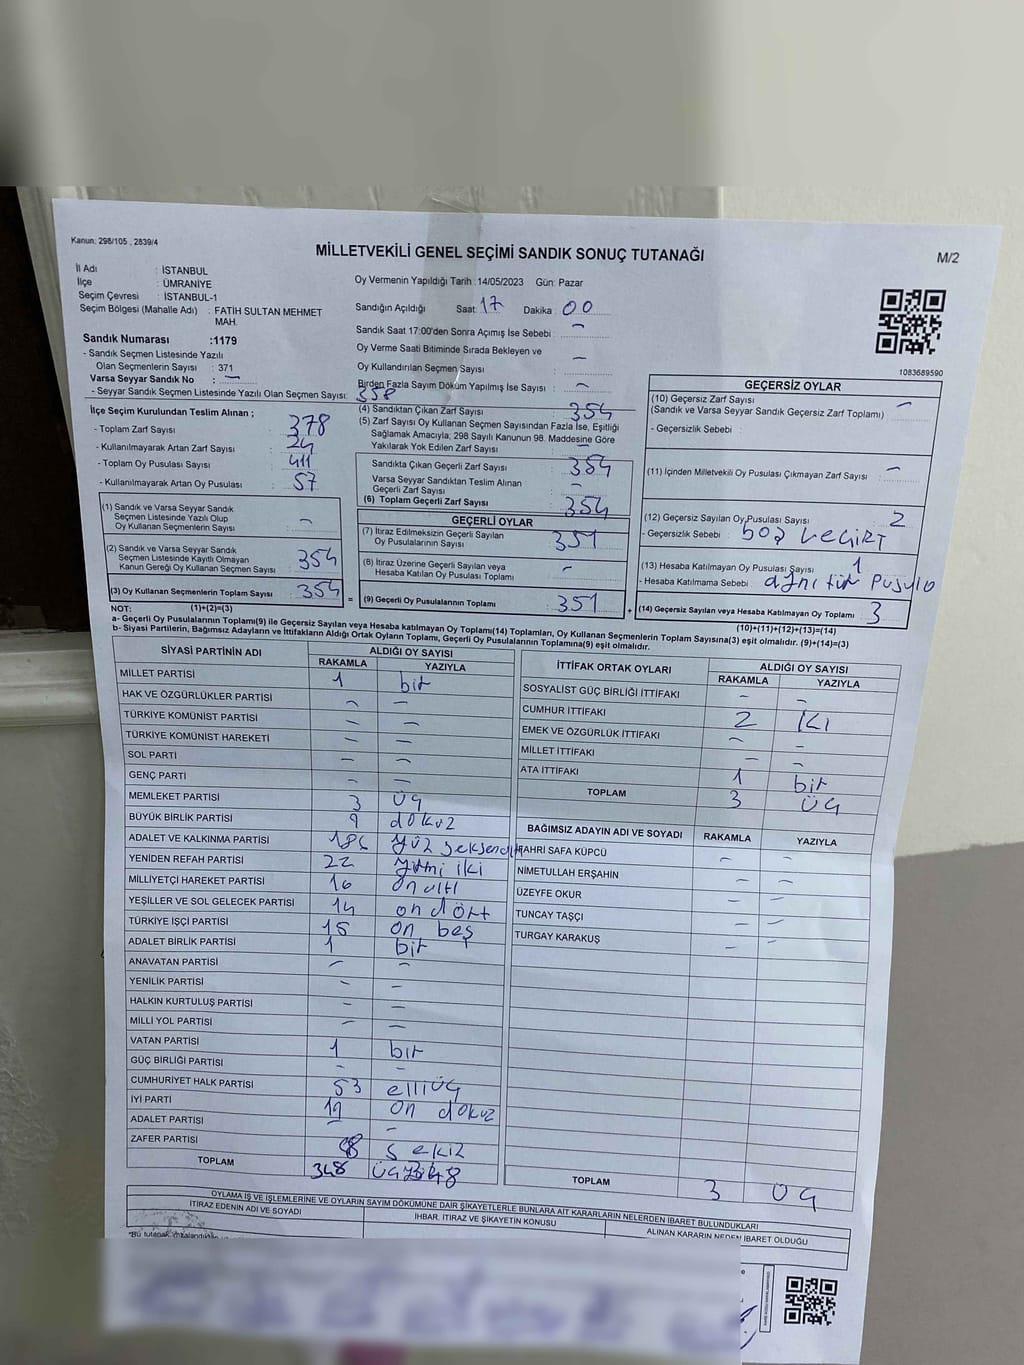 Kanun; 298/105 , 2839/4
MİLLETVEKİLİ GENEL SEÇİMİ SANDIK SONUÇ TUTANAĞI
M/2
İl Adı : İSTANBUL
İlçe : ÜMRANİYE
Seçim Çevresi : İSTANBUL-1
Seçim Bölgesi (Mahalle Adı) : FATİH SULTAN MEHMET
MAH.
Sandık Numarası :1179
- Sandık Seçmen Listesinde Yazılı
Olan Seçmenlerin Sayısı : 371
Varsa Seyyar Sandık No : –
- Seyyar Sandık Seçmen Listesinde Yazılı Olan Seçmen Sayısı: 358
Oy Vermenin Yapıldığı Tarih :14/05/2023 Gün: Pazar
Sandığın Açıldığı Saat: 17 Dakika : 00
Sandık Saat 17:00'den Sonra Açımış İse Sebebi : –
Oy Verme Saati Bitiminde Sırada Bekleyen ve –
Oy Kullandırılan Seçmen Sayısı :
Birden Fazla Sayım Döküm Yapılmış İse Sayısı : –
1083689590
İlçe Seçim Kurulundan Teslim Alınan ;
- Toplam Zarf Sayısı : 378
- Kullanılmayarak Artan Zarf Sayısı : 24
- Toplam Oy Pusulası Sayısı : 411
- Kullanılmayarak Artan Oy Pusulası : 57
(4) Sandıktan Çıkan Zarf Sayısı : 354
(5) Zarf Sayısı Oy Kullanan Seçmen Sayısından Fazla İse, Eşitliği
Sağlamak Amacıyla, 298 Sayılı Kanunun 98. Maddesine Göre
Yakılarak Yok Edilen Zarf Sayısı : –
Sandıkta Çıkan Geçerli Zarf Sayısı : 354
Varsa Seyyar Sandıktan Teslim Alınan
Geçerli Zarf Sayısı : –
(6) Toplam Geçerli Zarf Sayısı : 354
GEÇERSİZ OYLAR
(10) Geçersiz Zarf Sayısı –
(Sandık ve Varsa Seyyar Sandık Geçersiz Zarf Toplamı) :
- Geçersizlik Sebebi :
(11) İçinden Milletvekili Oy Pusulası Çıkmayan Zarf Sayısı : –
(12) Geçersiz Sayılan Oy Pusulası Sayısı : 2
- Geçersizlik Sebebi : boş
(13) Hesaba Katılmayan Oy Pusulası Sayısı : 1
- Hesaba Katılmama Sebebi : aynı tür pusula
(14) Geçersiz Sayılan veya Hesaba Katılmayan Oy Toplamı : 3
(10)+(11)+(12)+(13)=(14)
(1) Sandık ve Varsa Seyyar Sandık
Seçmen Listesinde Yazılı Olup
Oy Kullanan Seçmenlerin Sayısı : –
(2) Sandık ve Varsa Seyyar Sandık
Seçmen Listesinde Kayıtlı Olmayan
Kanun Gereği Oy Kullanan Seçmen Sayısı : 354
(3) Oy Kullanan Seçmenlerin Toplam Sayısı : 354 =
GEÇERLİ OYLAR
(7) İtiraz Edilmeksizin Geçerli Sayılan
Oy Pusulalarının Sayısı : 351
(8) İtiraz Üzerine Geçerli Sayılan veya
Hesaba Katılan Oy Pusulası Toplamı : –
(9) Geçerli Oy Pusulalarının Toplamı : 351 +
NOT: (1)+(2)=(3)
a- Geçerli Oy Pusulası Toplamı(9) ile Geçersiz Sayılan veya Hesaba katılmayan Oy Toplamı(14) Toplamları, Oy Kullanan Seçmenlerin Toplam Sayısına(3) eşit olmalıdır. (9)+(14)=(3)
b- Siyasi Partilerin, Bağımsız Adayların ve İttifakların Aldığı Ortak Oyların Toplamı, Geçerli Oy Pusulalarının Toplamına(9) eşit olmalıdır.
SİYASİ PARTİNİN ADI ALDIĞI OY SAYISI
RAKAMLA YAZIYLA
MİLLET PARTİSİ 1 bir
HAK VE ÖZGÜRLÜKLER PARTİSİ – –
TÜRKİYE KOMÜNİST PARTİSİ – –
TÜRKİYE KOMÜNİST HAREKETİ – –
SOL PARTİ – –
GENÇ PARTİ – –
MEMLEKET PARTİSİ 3 üç
BÜYÜK BİRLİK PARTİSİ 9 dokuz
ADALET VE KALKINMA PARTİSİ yüz
YENİDEN REFAH PARTİSİ 22 yirmi iki
MİLLİYETÇİ HAREKET PARTİSİ 16 on altı
YEŞİLLER VE SOL GELECEK PARTİSİ 14 on dört
TÜRKİYE İŞÇİ PARTİSİ 15 on beş
ADALET BİRLİK PARTİSİ 1 bir
ANAVATAN PARTİSİ – –
YENİLİK PARTİSİ – –
HALKIN KURTULUŞ PARTİSİ – –
MİLLİ YOL PARTİSİ – –
VATAN PARTİSİ 1 bir
GÜÇ BİRLİĞİ PARTİSİ – –
CUMHURİYET HALK PARTİSİ 53 elliüç
İYİ PARTİ 19 on dokuz
ADALET PARTİSİ – –
ZAFER PARTİSİ 8 sekiz
TOPLAM 348
İTTİFAK ORTAK OYLARI ALDIĞI OY SAYISI
RAKAMLA YAZIYLA
SOSYALİST GÜÇ BİRLİĞİ İTTİFAKI – –
CUMHUR İTTİFAKI 2 iki
EMEK VE ÖZGÜRLÜK İTTİFAKI – –
MİLLET İTTİFAKI – –
ATA İTTİFAKI 1 bir
TOPLAM 3 üç
BAĞIMSIZ ADAYIN ADI VE SOYADI RAKAMLA YAZIYLA
FAHRİ SAFA KÜPCÜ – –
NİMETULLAH ERŞAHİN – –
ÜZEYFE OKUR – –
TUNCAY TAŞÇI – –
TURGAY KARAKUŞ – –
TOPLAM 3 üç
OYLAMA İŞ VE İŞLEMLERİNE VE OYLARIN SAYIM DÖKÜMÜNE DAİR ŞİKAYETLERLE BUNLARA AİT KARARLARIN NELERDEN İBARET BULUNDUKLARI
İTİRAZ EDENİN ADI VE SOYADI
İHBAR, İTİRAZ VE ŞİKAYETİN KONUSU
ALINAN KARARIN NEDEN İBARET OLDUĞU